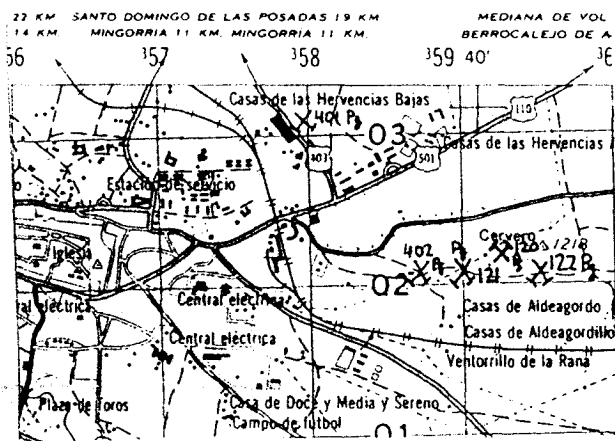 22 KM SANTO DOMINGO DE LAS POSADAS 19 KM MEDIANA DE VOL
14 KM. MINGORRIA 11 KM. MINGORRIA 11 KM. BERROCALEJO DE A
56 357 358 359 40' 36
Casas de las Hervencias Bajas
401 P
110
03
403
501
Casas de las Hervencias
Estación de servicio
Iglesia
402
Cervero
121B
121
122 P
02
Central eléctrica
ral eléctrica
Casas de Aldeagordo
Casas de Aldeagordillo
Central eléctrica
Ventorrillo de la Rana
Plaza de Toros
Casa de Doce y Media y Sereno
Campo de fútbol
01